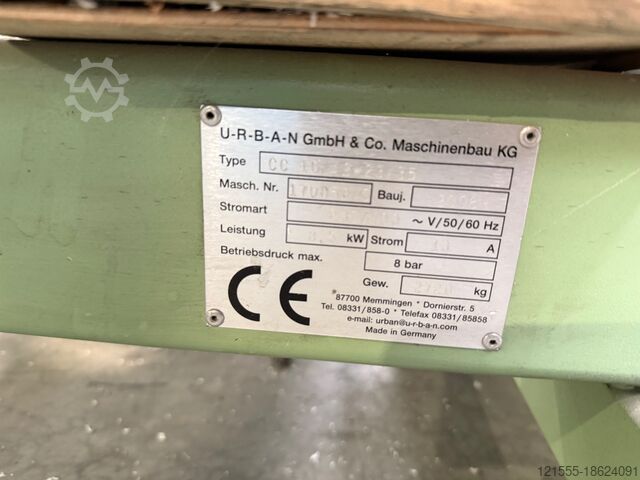 U-R-B-A-N GmbH & Co. Maschinenbau KG
Type
Masch. Nr. Bauj.
Stromart ~ V/50/60 Hz
Leistung kW Strom A
Betriebsdruck max. 8 bar
Gew. kg
CE
87700 Memmingen * Dornierstr. 5
Tel. 08331/858-0 * Telefax 08331/85858
e-mail: urban@u-r-b-a-n.com
Made in Germany
121555-18624091